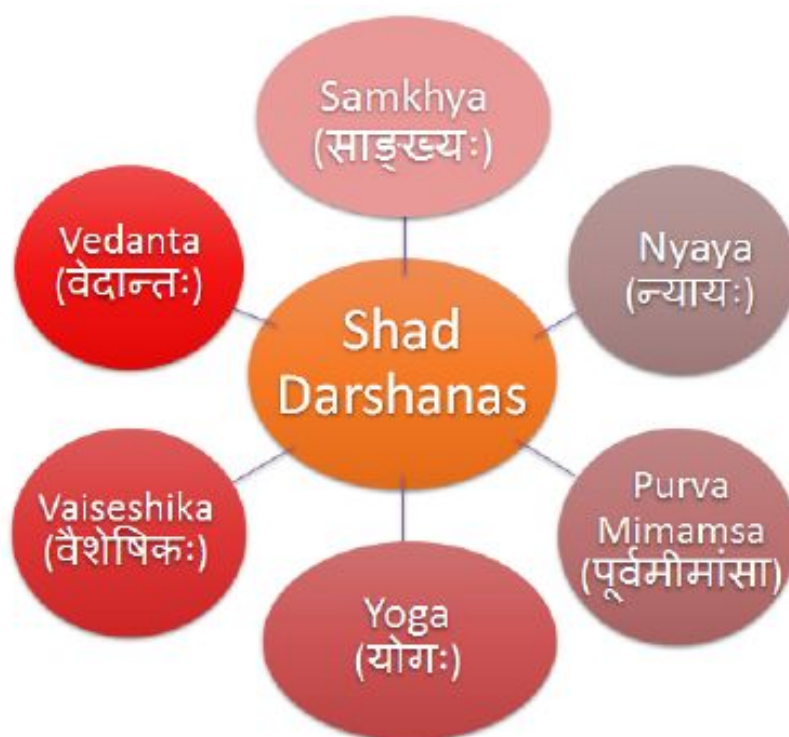 Samkhya
(साङ्ख्यः)
Vedanta
(वेदान्तः)
Nyaya
(न्यायः)
Shad
Darshanas
Vaiseshika
(वैशेषिकः)
Purva
Mimamsa
(पूर्वमीमांसा)
Yoga
(योगः)